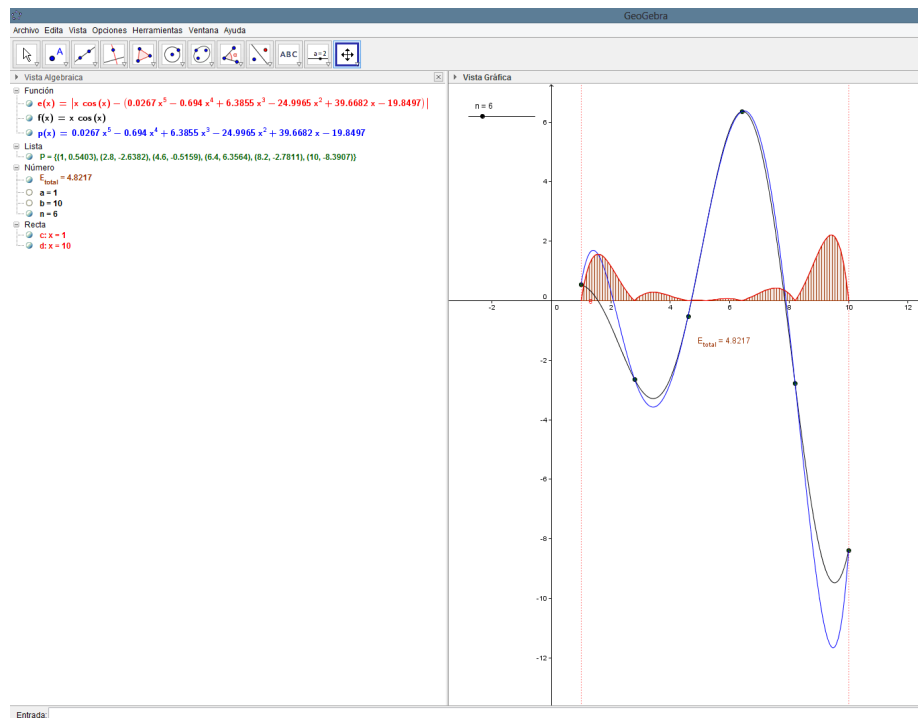 GeoGebra
Archivo Edita Vista Opciones Herramientas Ventana Ayuda
A
ABC
a=2
Vista Algebraica
Función
e(x) = |x cos(x) − (0.0267 x⁵ − 0.694 x⁴ + 6.3855 x³ − 24.9965 x² + 39.6682 x − 19.8497)|
f(x) = x cos(x)
p(x) = 0.0267 x⁵ − 0.694 x⁴ + 6.3855 x³ − 24.9965 x² + 39.6682 x − 19.8497
Lista
P = {(1, 0.5403), (2.8, -2.6382), (4.6, -0.5159), (6.4, 6.3564), (8.2, -2.7811), (10, -8.3907)}
Número
E_total = 4.8217
a = 1
b = 10
n = 6
Recta
c: x = 1
d: x = 10
Vista Gráfica
n = 6
6
4
2
0
-2
-4
-6
-8
-10
-12
-2
0
2
4
6
8
10
12
E_total = 4.8217
Entrada: